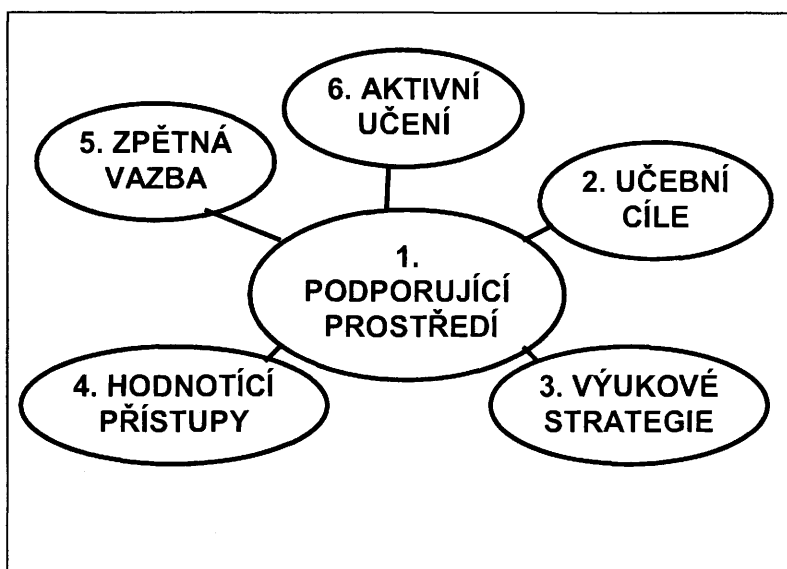 6. AKTIVNÍ
UČENÍ
5. ZPĚTNÁ
VAZBA
2. UČEBNÍ
CÍLE
1.
PODPORUJÍCÍ
PROSTŘEDÍ
4. HODNOTÍCÍ
PŘÍSTUPY
3. VÝUKOVÉ
STRATEGIE